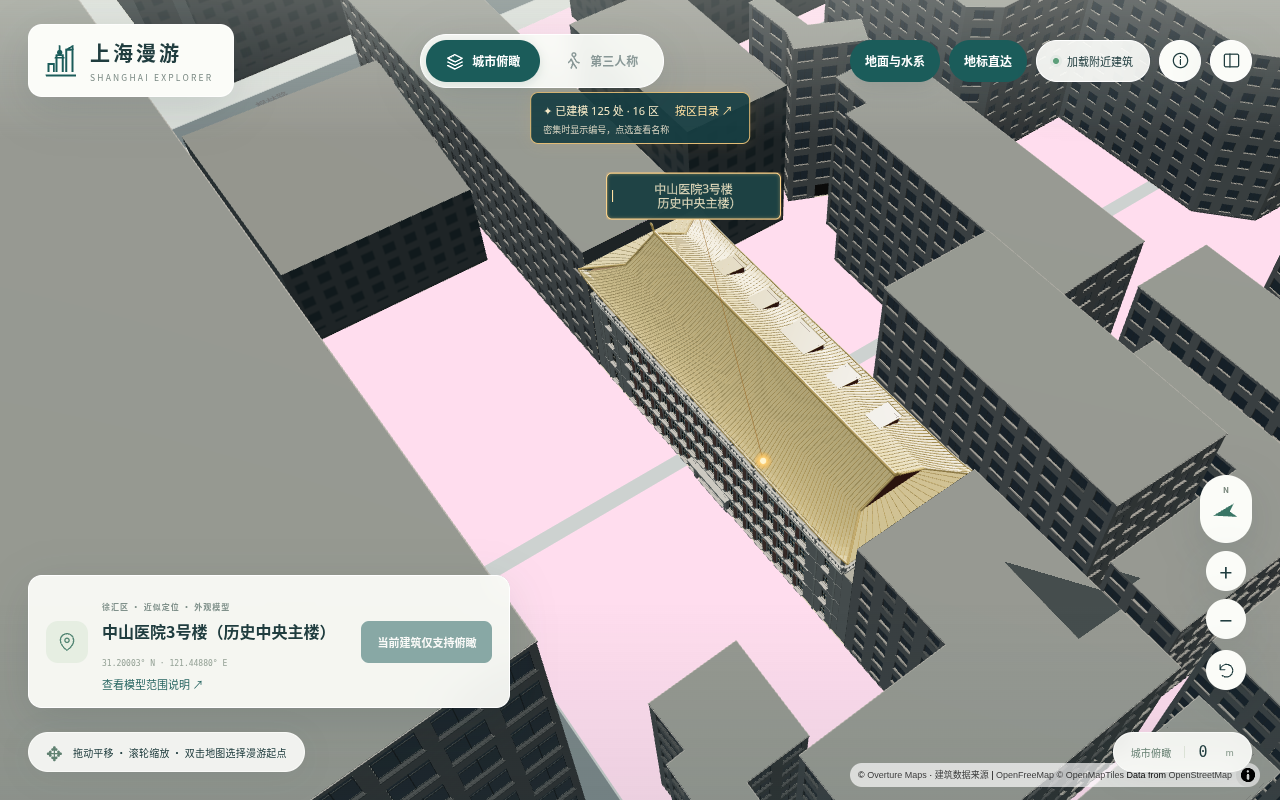 上海漫游
SHANGHAI EXPLORER
城市俯瞰
第三人称
地面与水系
地标直达
加载附近建筑
✦ 已建模 125 处 · 16 区 按区目录 ↗
密集时显示编号，点选查看名称
中山医院3号楼
历史中央主楼）
N
徐汇区 · 近似定位 · 外观模型
中山医院3号楼（历史中央主楼）
31.20003° N · 121.44880° E
查看模型范围说明 ↗
当前建筑仅支持俯瞰
拖动平移 · 滚轮缩放 · 双击地图选择漫游起点
城市俯瞰 0 m
© Overture Maps · 建筑数据来源 | OpenFreeMap © OpenMapTiles Data from OpenStreetMap